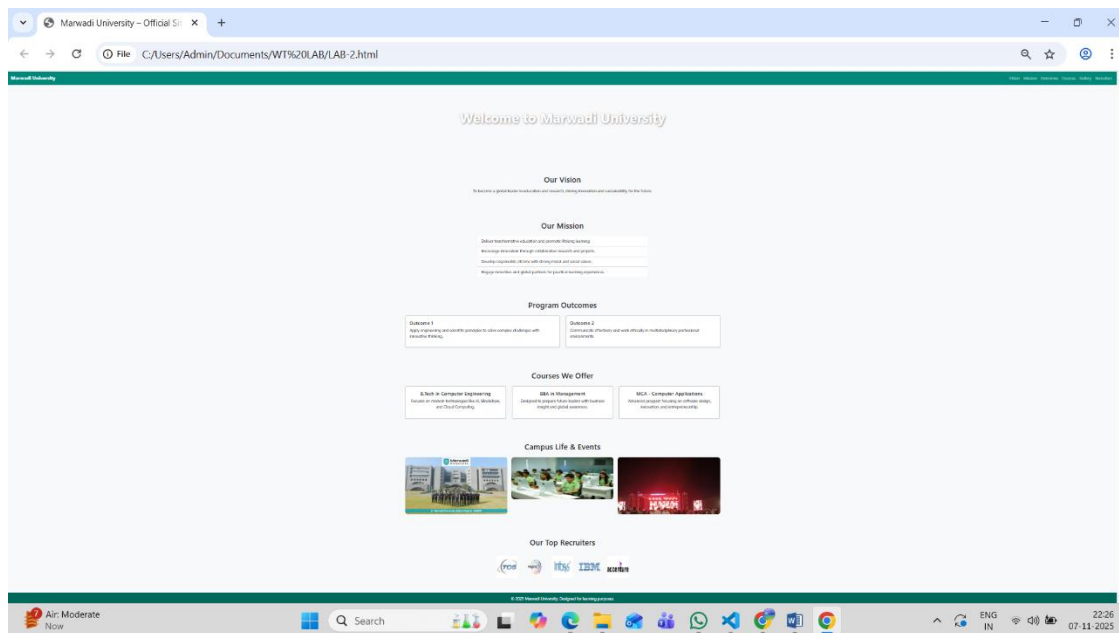 Marwadi University – Official Si
File C:/Users/Admin/Documents/WT%20LAB/LAB-2.html
Marwadi University
Vision Mission Outcomes Courses Gallery Recruiters
Welcome to Marwadi University
Our Vision
To become a global leader in education and research, driving innovation and sustainability for the future.
Our Mission
Deliver transformative education and promote lifelong learning.
Encourage innovation through collaborative research and projects.
Develop responsible citizens with strong moral and social values.
Engage industries and global partners for practical learning experiences.
Program Outcomes
Outcome 1
Apply engineering and scientific principles to solve complex challenges with
innovative thinking.
Outcome 2
Communicate effectively and work ethically in multidisciplinary professional
environments.
Courses We Offer
B.Tech in Computer Engineering
Focuses on modern technologies like AI, Blockchain,
and Cloud Computing.
BBA in Management
Designed to prepare future leaders with business
insight and global awareness.
MCA - Computer Applications
Advanced program focusing on software design,
innovation, and entrepreneurship.
Campus Life & Events
Marwadi
Our Top Recruiters
TCS wipro Infosys IBM accenture
© 2025 Marwadi University. Designed for learning purposes.
7
Air: Moderate
Now
Search
ENG
IN
22:26
07-11-2025